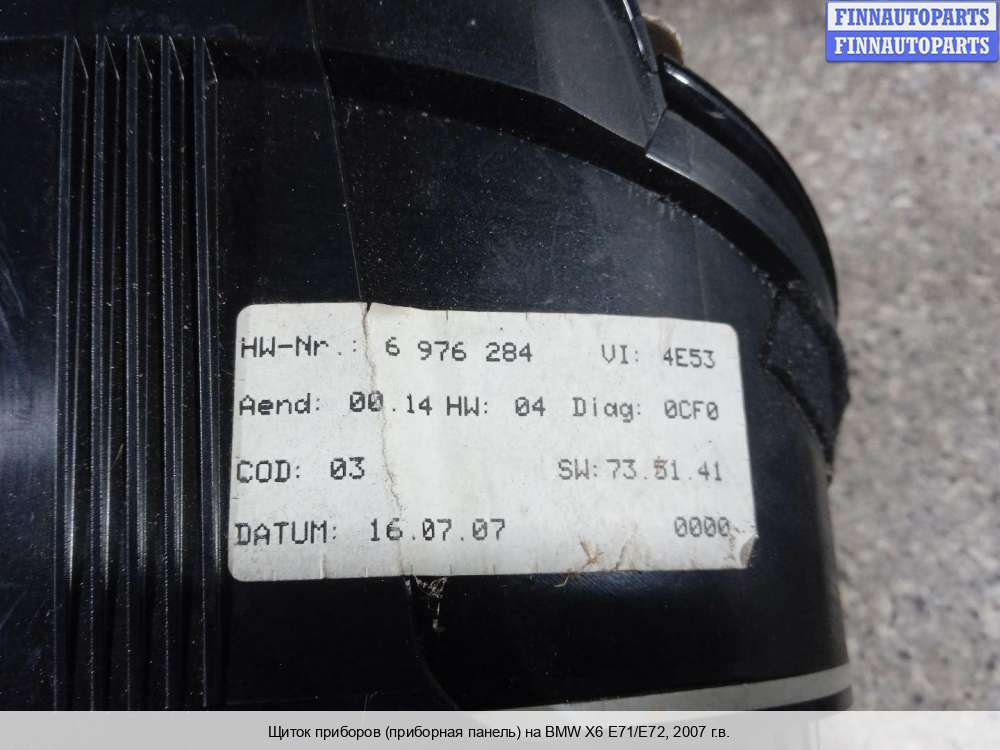 FINNAUTOPARTS
FINNAUTOPARTS
HW-Nr.: 6 976 284 VI: 4E53
Aend: 00.14 HW: 04 Diag: 0CF0
COD: 03 SW: 73.51.41
DATUM: 16.07.07 0000
Щиток приборов (приборная панель) на BMW X6 E71/E72, 2007 г.в.